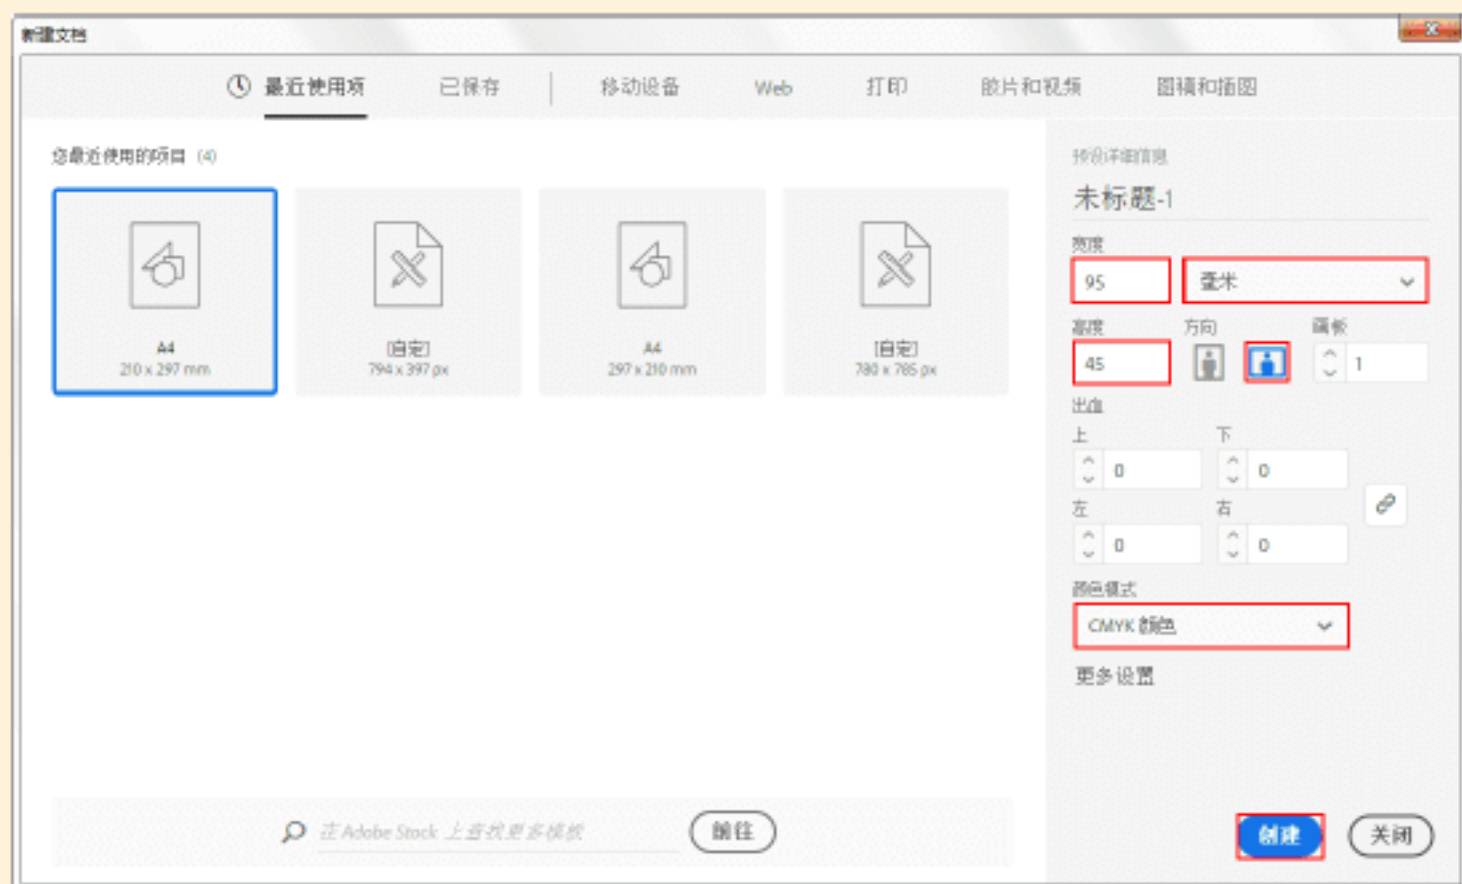 新建文档
最近使用项 已保存 移动设备 Web 打印 胶片和视频 图稿和插图
您最近使用的项目 (4)
预设详细信息
未标题-1
宽度
95 毫米
高度 方向 画板
45 1
A4 [自定] A4 [自定]
210 x 297 mm 794 x 397 px 297 x 210 mm 780 x 785 px
出血
上 下
0 0
左 右
0 0
颜色模式
CMYK 颜色
更多设置
在 Adobe Stock 上查找更多模板 前往
创建 关闭